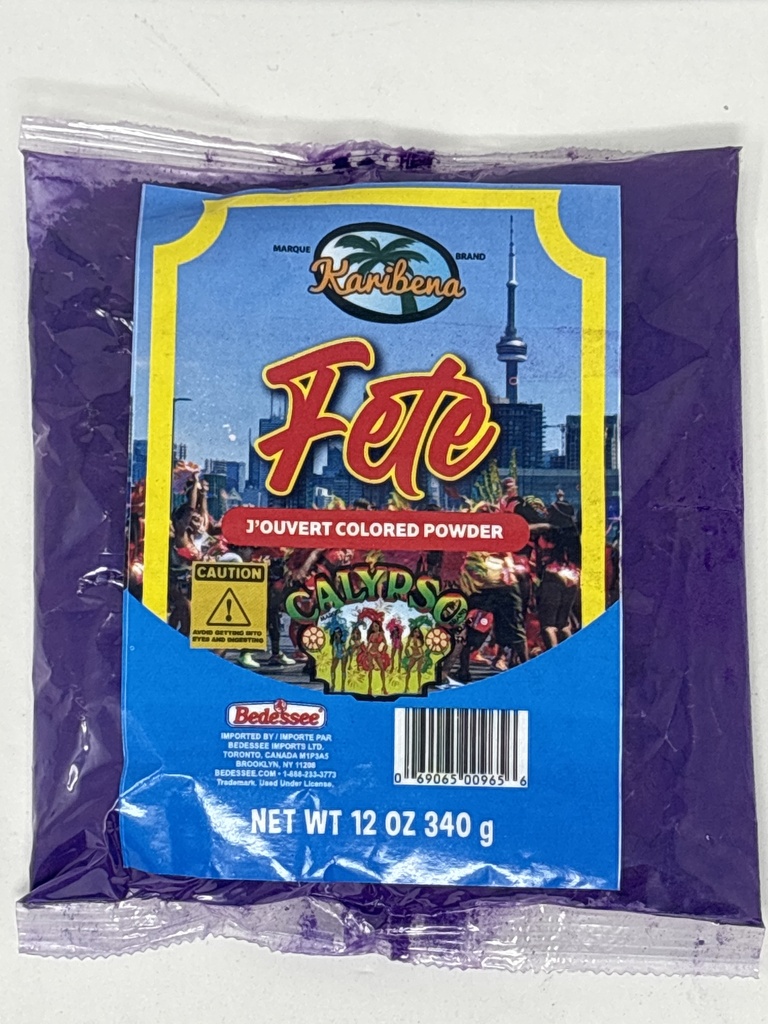 MARQUE
BRAND
Karibena
Fete
J'OUVERT COLORED POWDER
CAUTION
AVOID GETTING INTO
EYES AND INGESTING
CALYPSO
Bedessee
IMPORTED BY / IMPORTE PAR
BEDESSEE IMPORTS LTD.
TORONTO, CANADA M1P3A5
BROOKLYN, NY 11208
BEDESSEE.COM • 1-888-233-3773
Trademark. Used Under License.
0 69065 00965 6
NET WT 12 OZ 340 g